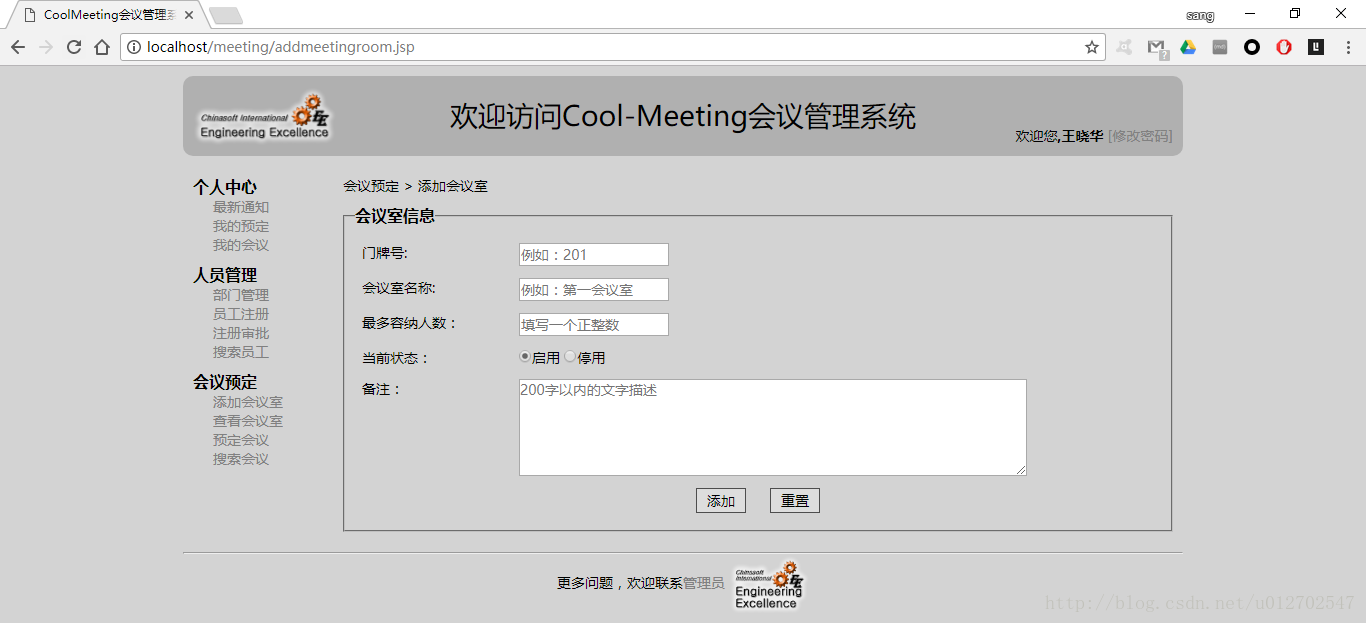 CoolMeeting会议管理系
sang
localhost/meeting/addmeetingroom.jsp
Chinasoft International
Engineering Excellence
欢迎访问Cool-Meeting会议管理系统
欢迎您,王晓华 [修改密码]
个人中心
最新通知
我的预定
我的会议
人员管理
部门管理
员工注册
注册审批
搜索员工
会议预定
添加会议室
查看会议室
预定会议
搜索会议
会议预定 > 添加会议室
会议室信息
门牌号: 例如：201
会议室名称: 例如：第一会议室
最多容纳人数： 填写一个正整数
当前状态： 启用 停用
备注： 200字以内的文字描述
添加 重置
更多问题，欢迎联系管理员
Chinasoft
International
Engineering
Excellence
http://blog.csdn.net/u012702547